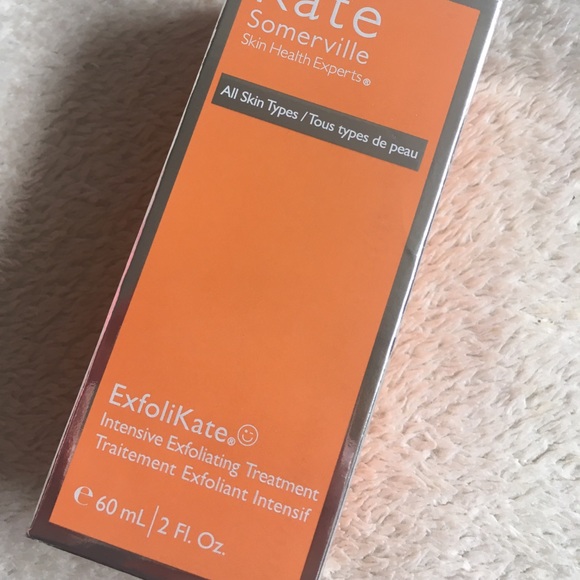 Kate
Somerville
Skin Health Experts®
All Skin Types / Tous types de peau
ExfoliKate®
Intensive Exfoliating Treatment
Traitement Exfoliant Intensif
℮ 60 mL | 2 Fl. Oz.